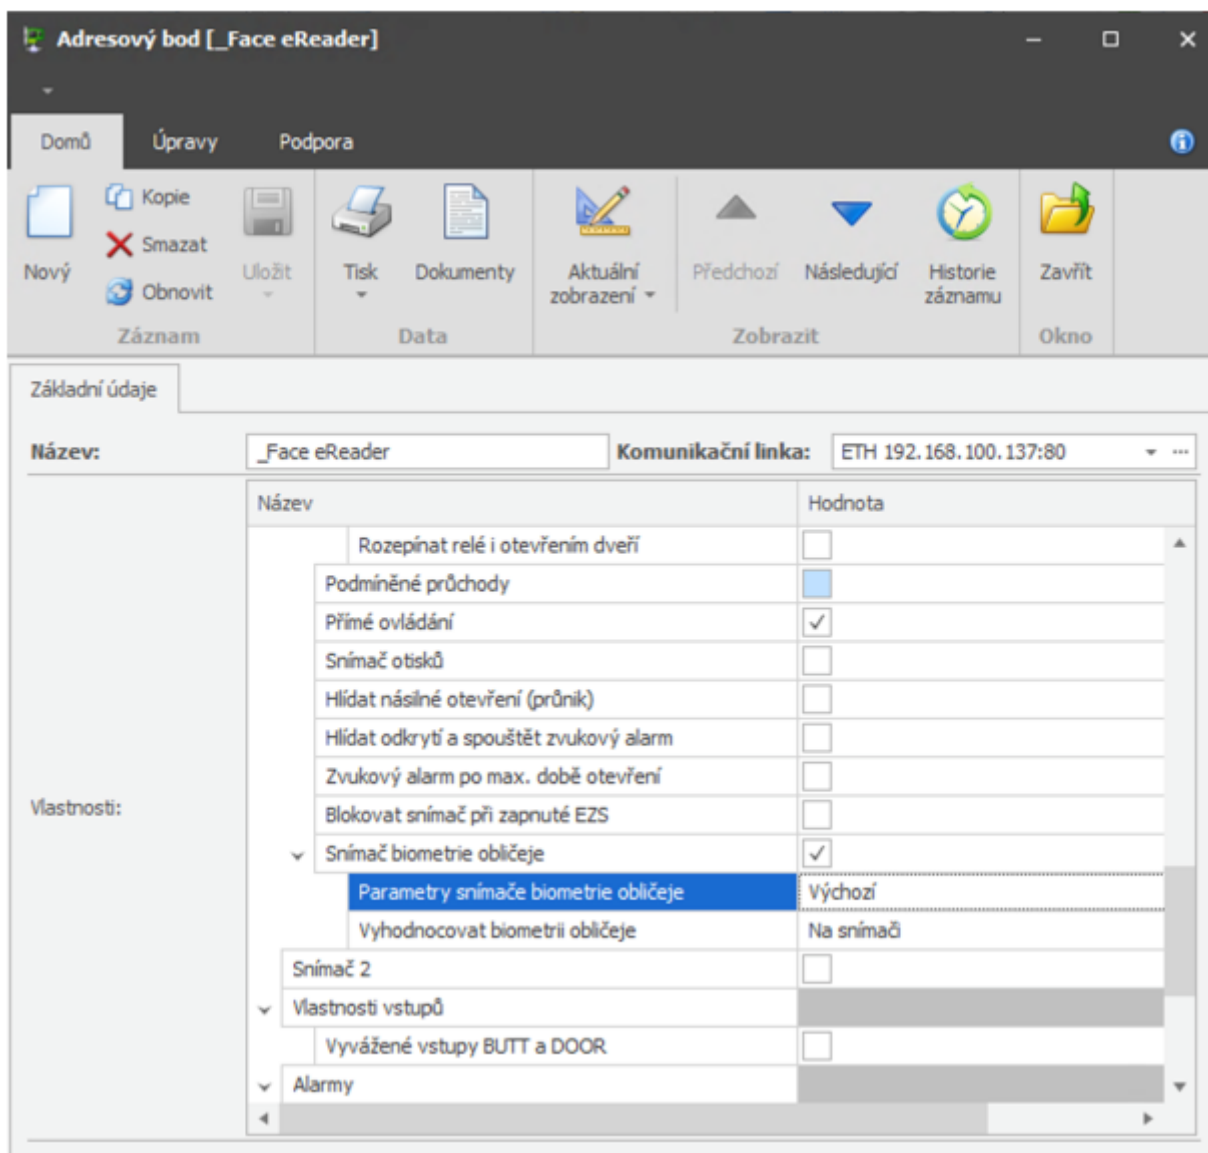 Adresový bod [_Face eReader]
Domů Úpravy Podpora
Nový Kopie Smazat Obnovit Uložit Tisk Dokumenty Aktuální zobrazení Předchozí Následující Historie záznamu Zavřít
Záznam Data Zobrazit Okno
Základní údaje
Název: _Face eReader Komunikační linka: ETH 192.168.100.137:80 ...
Název Hodnota
Rozepínat relé i otevřením dveří
Podmíněné průchody
Přímé ovládání
Snímač otisků
Hlídat násilné otevření (průnik)
Hlídat odkrytí a spouštět zvukový alarm
Zvukový alarm po max. době otevření
Vlastnosti:
Blokovat snímač při zapnuté EZS
Snímač biometrie obličeje
Parametry snímače biometrie obličeje Výchozí
Vyhodnocovat biometrii obličeje Na snímači
Snímač 2
Vlastnosti vstupů
Vyvážené vstupy BUTT a DOOR
Alarmy